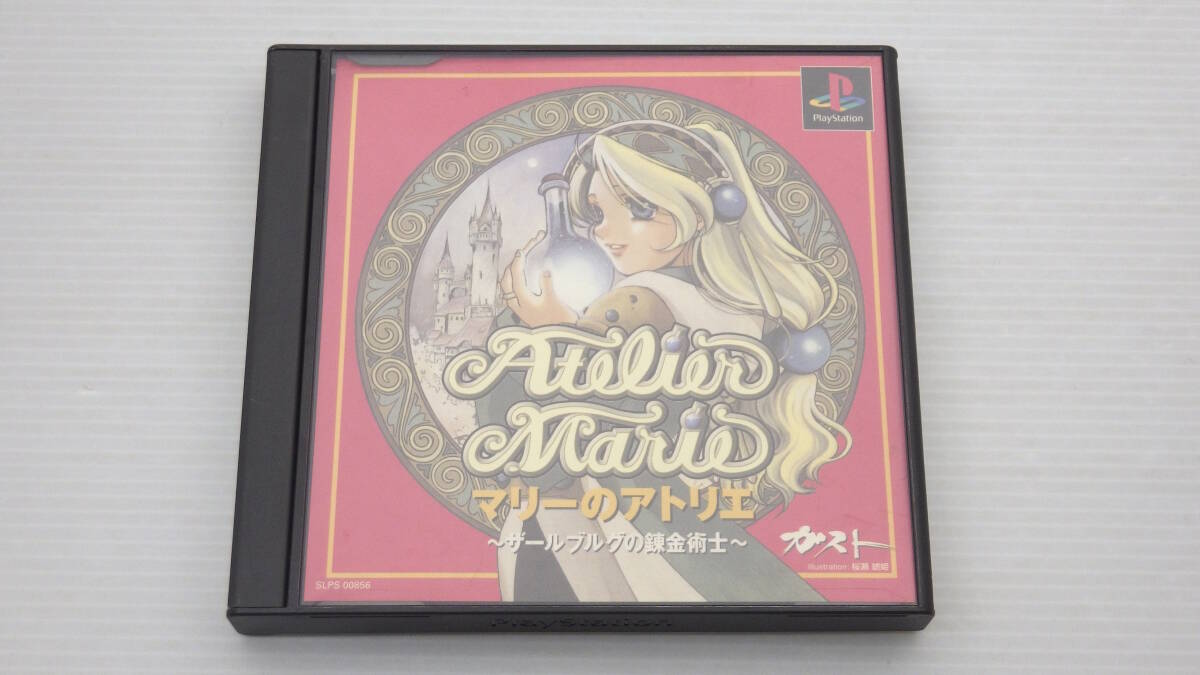 PlayStation
Atelier
Marie
マリーのアトリエ
～ザールブルグの錬金術士～
ガスト
Illustration: 桜瀬 琥姫
SLPS 00856
PlayStation